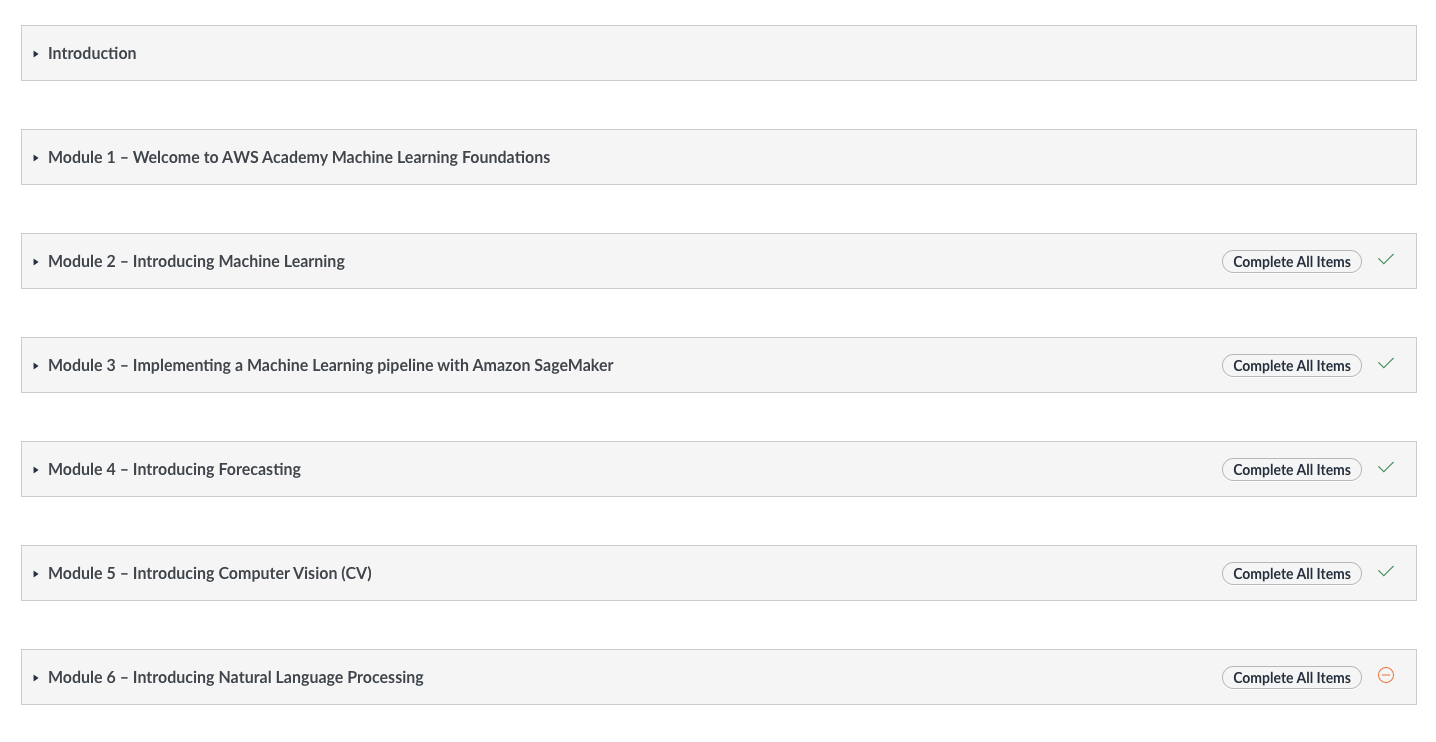 Introduction
Module 1 – Welcome to AWS Academy Machine Learning Foundations
Module 2 – Introducing Machine Learning Complete All Items
Module 3 – Implementing a Machine Learning pipeline with Amazon SageMaker Complete All Items
Module 4 – Introducing Forecasting Complete All Items
Module 5 – Introducing Computer Vision (CV) Complete All Items
Module 6 – Introducing Natural Language Processing Complete All Items